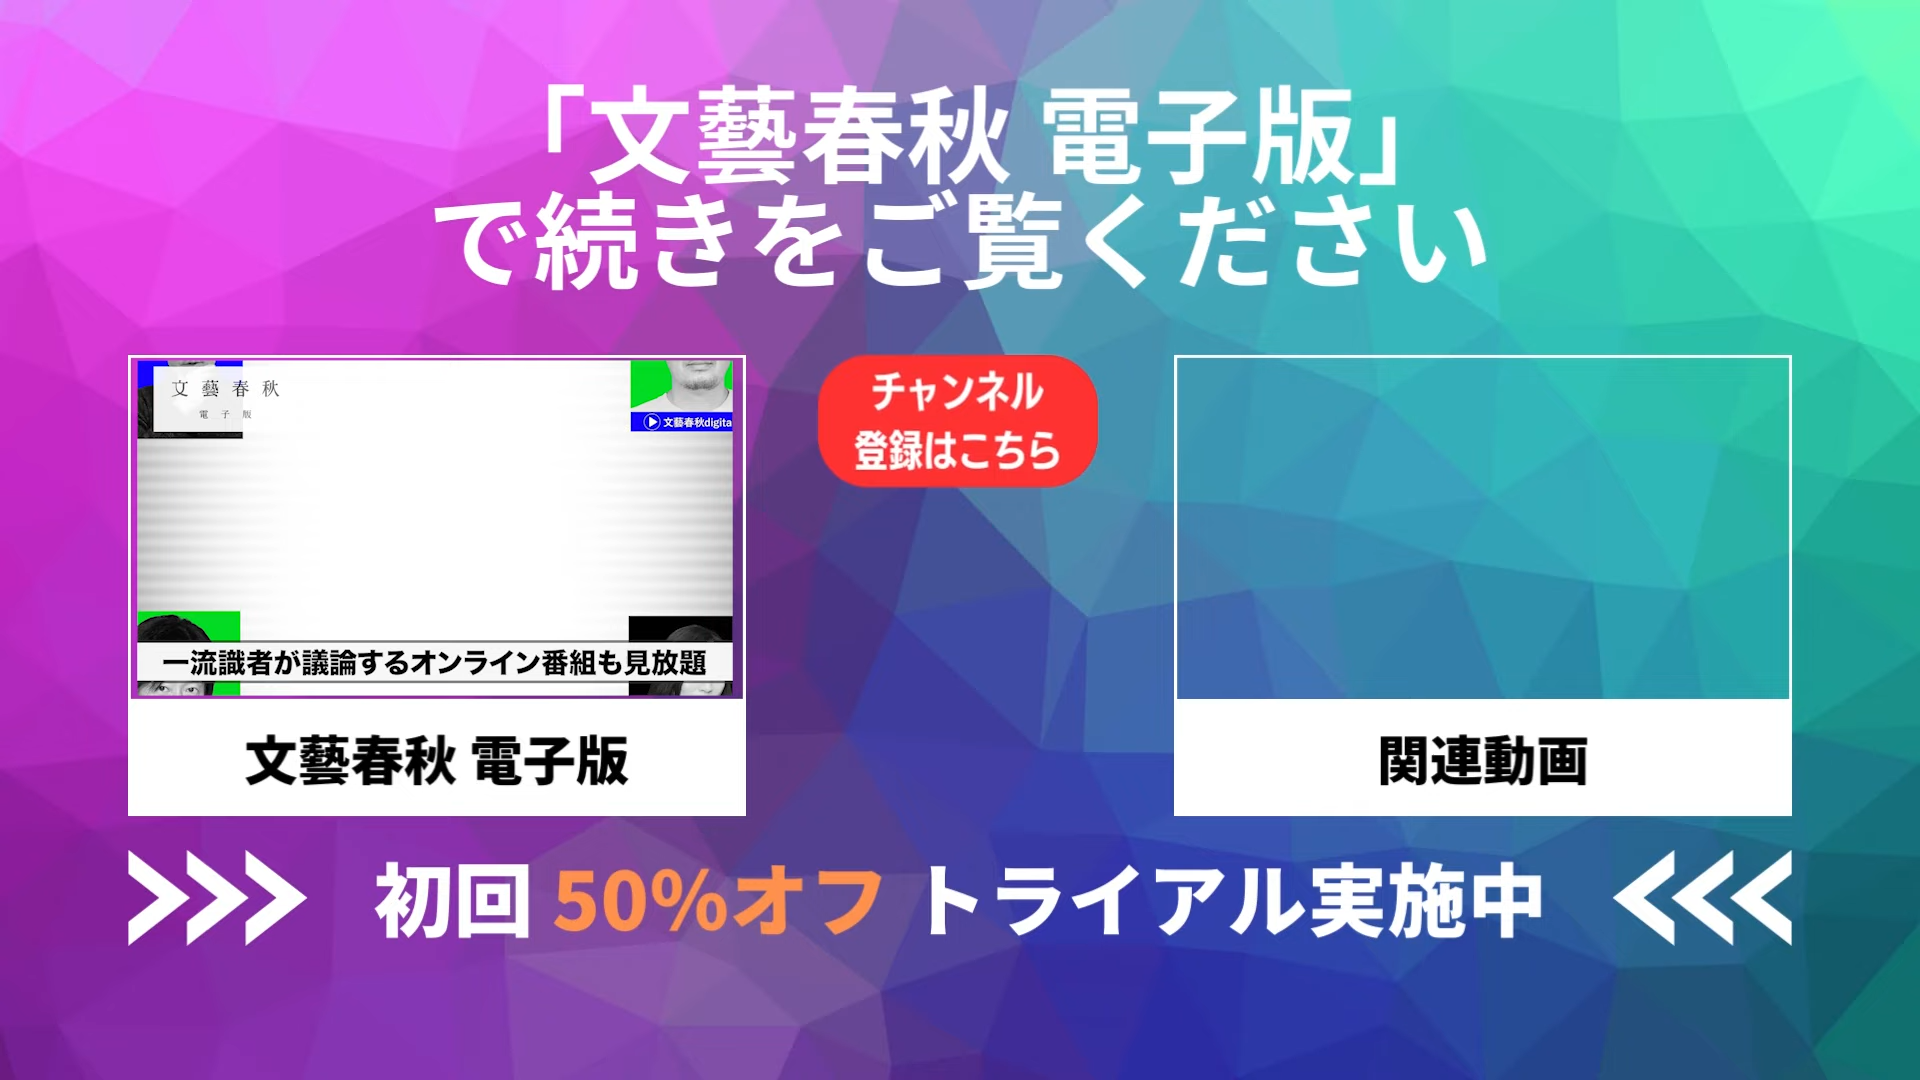 「文藝春秋 電子版」
で続きをご覧ください
文藝春秋
電子版
文藝春秋digita
一流識者が議論するオンライン番組も見放題
文藝春秋 電子版
チャンネル
登録はこちら
関連動画
初回 50%オフ トライアル実施中